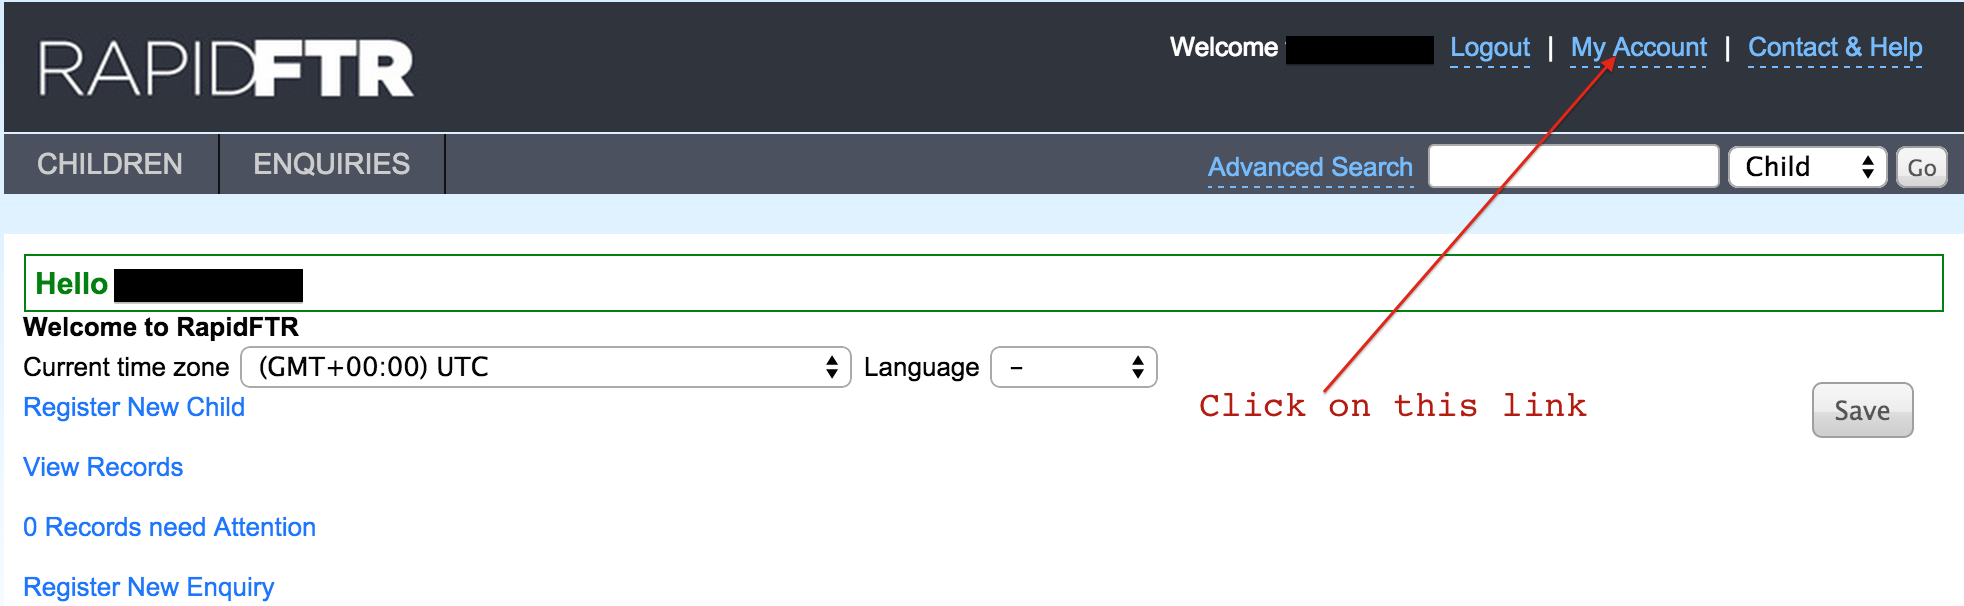 RAPIDFTR
Welcome Logout | My Account | Contact & Help
CHILDREN ENQUIRIES Advanced Search Child Go
Hello
Welcome to RapidFTR
Current time zone (GMT+00:00) UTC Language –
Register New Child
Click on this link
Save
View Records
0 Records need Attention
Register New Enquiry